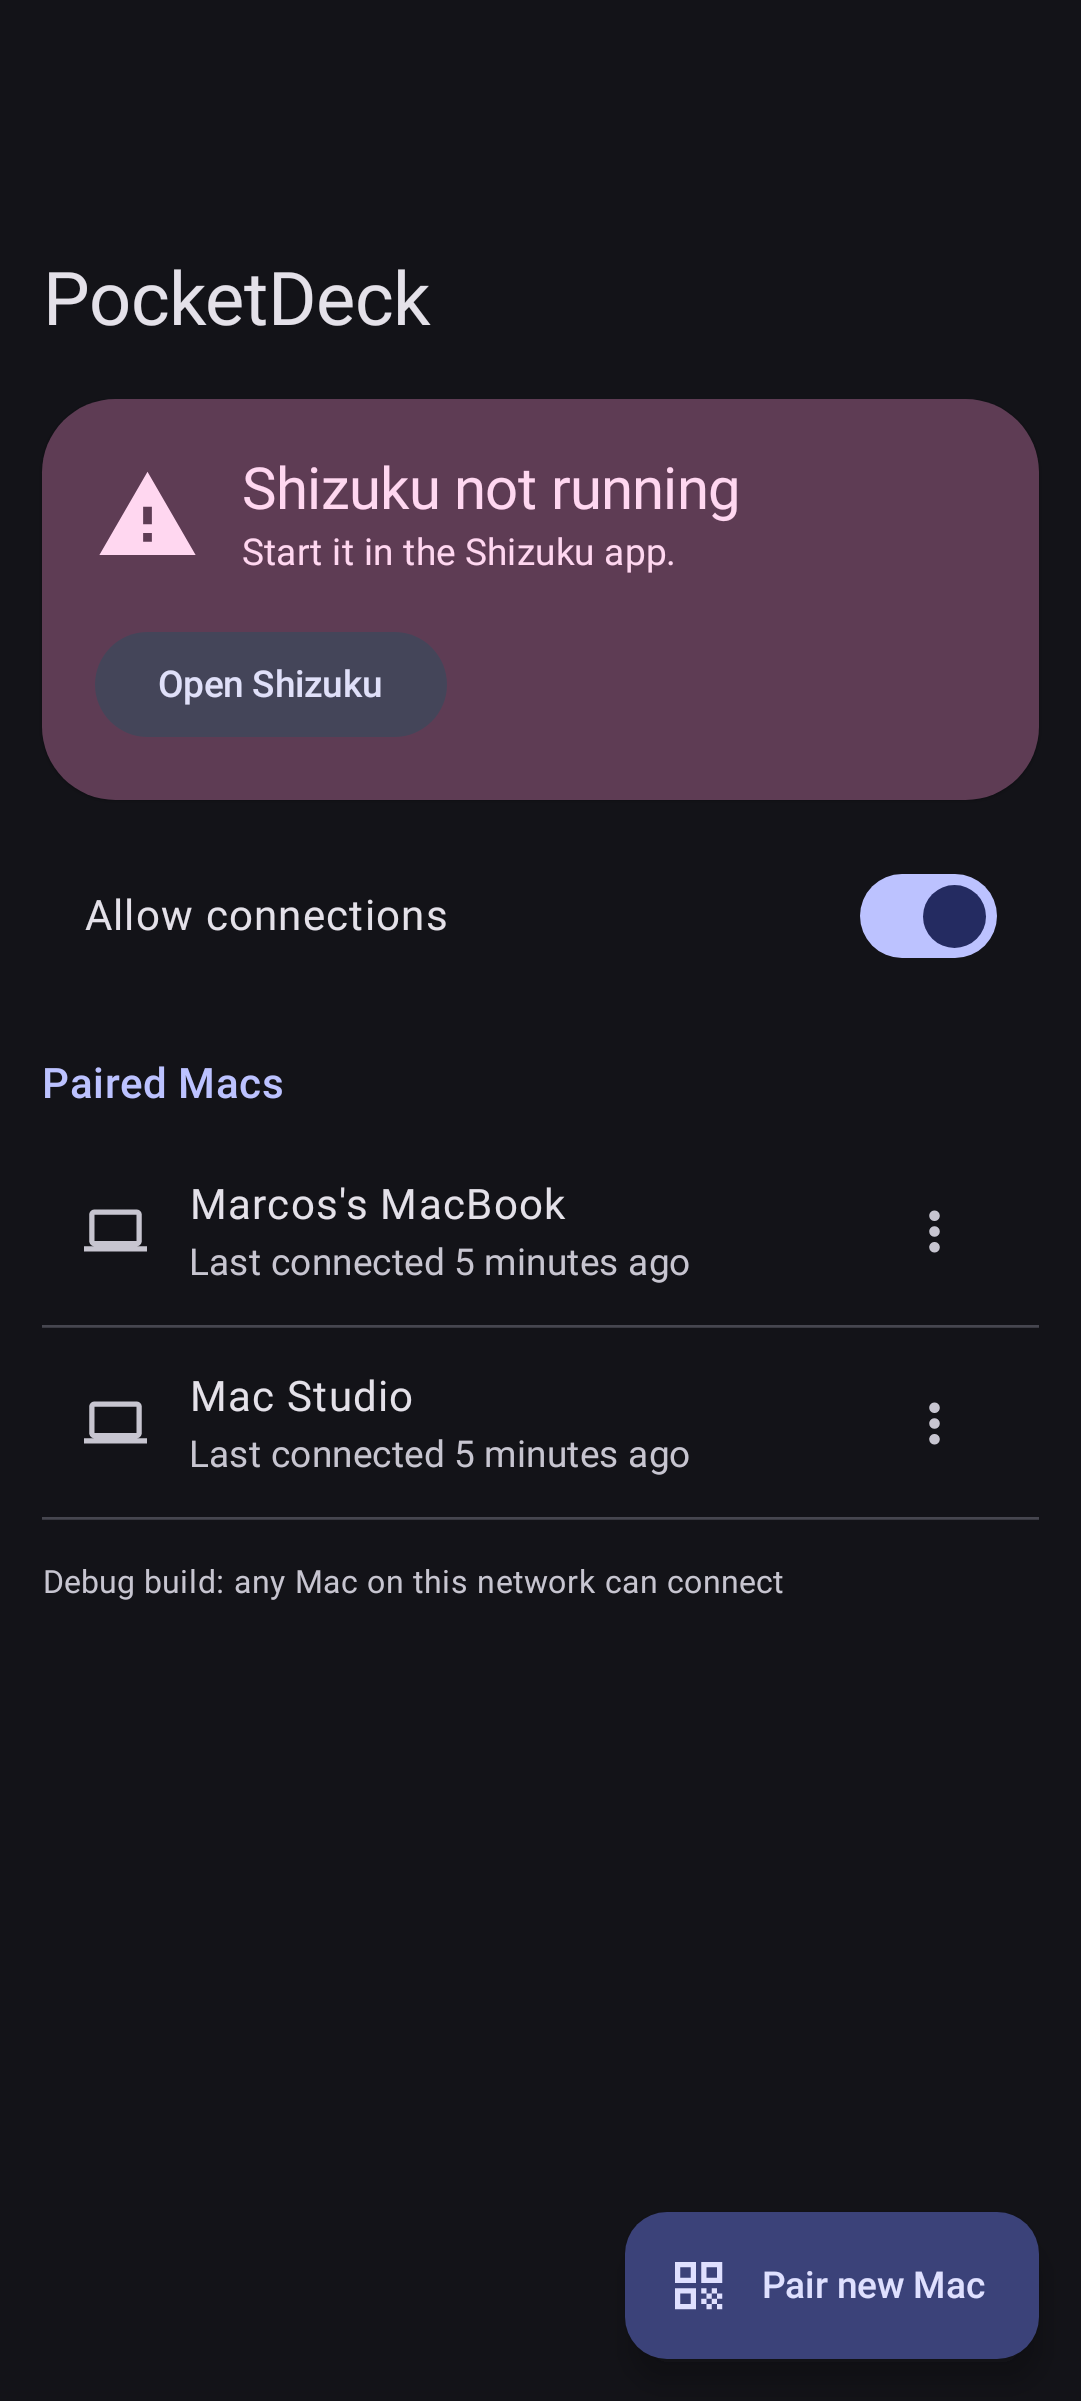 PocketDeck
Shizuku not running
Start it in the Shizuku app.
Open Shizuku
Allow connections
Paired Macs
Marcos's MacBook
Last connected 5 minutes ago
Mac Studio
Last connected 5 minutes ago
Debug build: any Mac on this network can connect
Pair new Mac